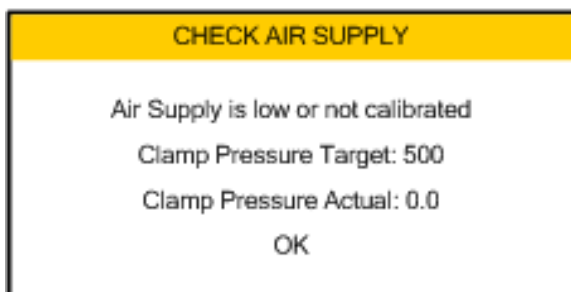 CHECK AIR SUPPLY
Air Supply is low or not calibrated
Clamp Pressure Target: 500
Clamp Pressure Actual: 0.0
OK